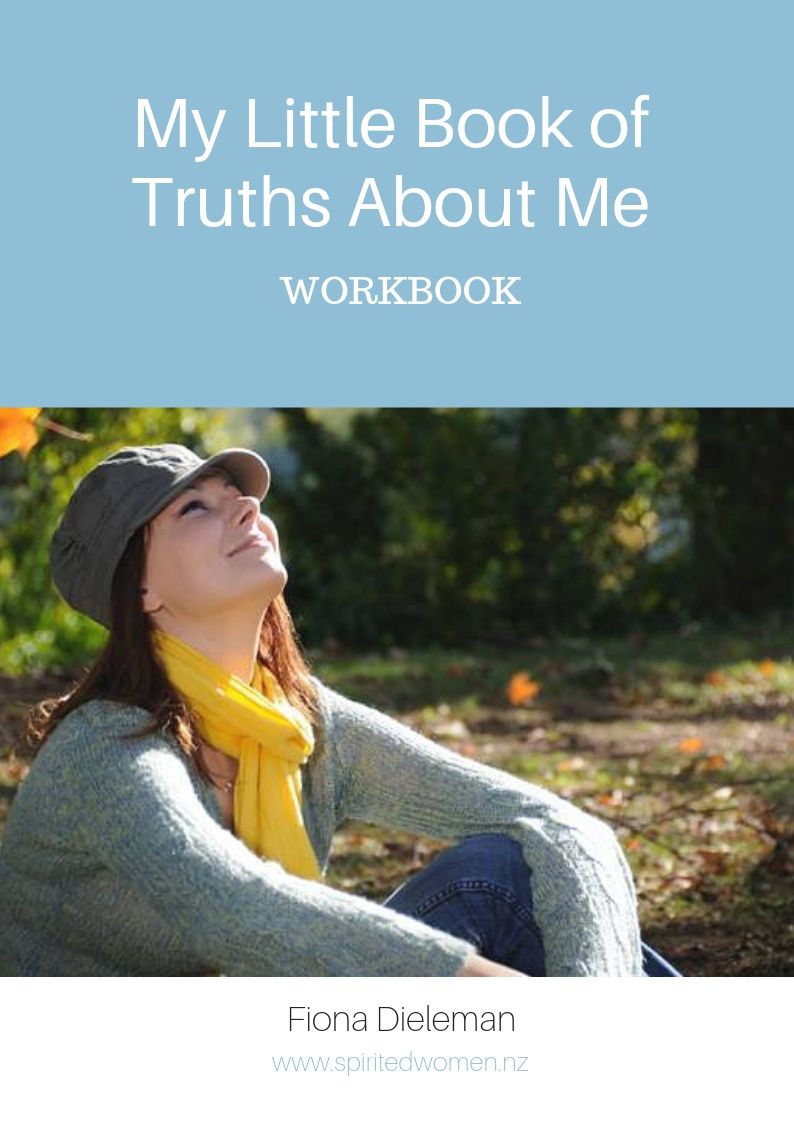 My Little Book of
Truths About Me
WORKBOOK
Fiona Dieleman
www.spiritedwomen.nz